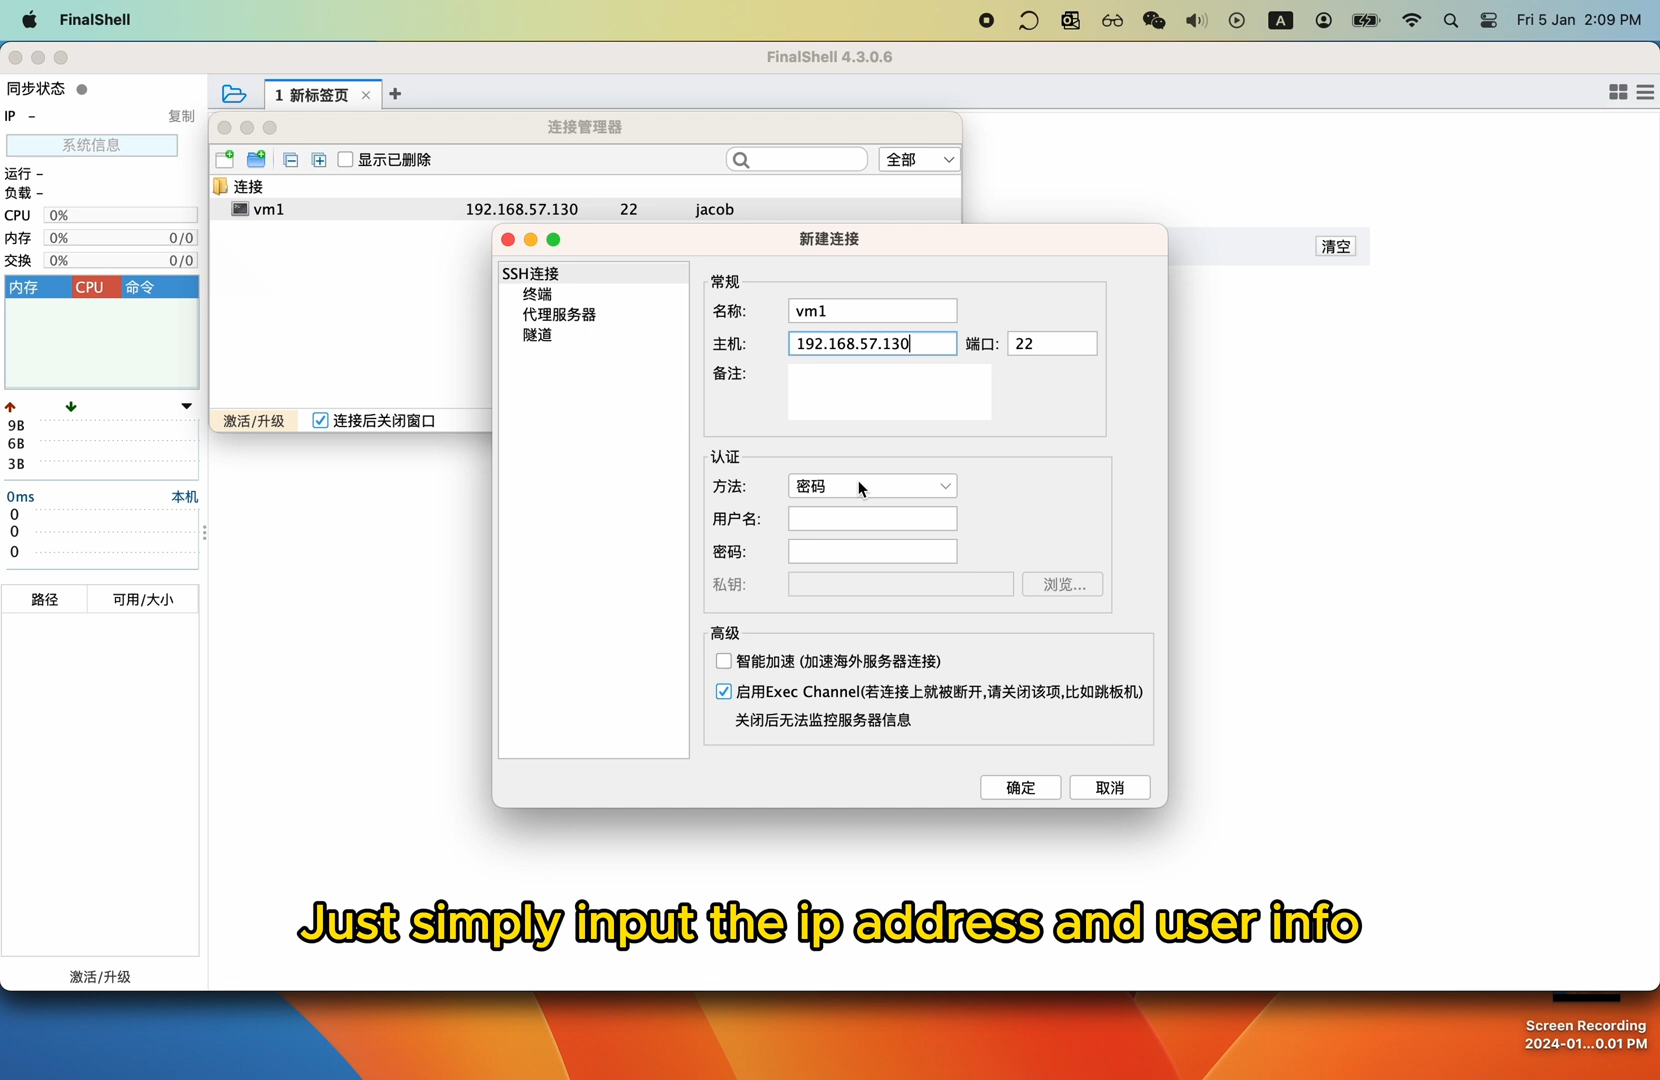 FinalShell
A
Fri 5 Jan 2:09 PM
FinalShell 4.3.0.6
同步状态
IP -
复制
系统信息
运行 -
负载 -
CPU 0%
内存 0% 0/0
交换 0% 0/0
内存 CPU 命令
9B
6B
3B
0ms 本机
0
0
0
路径 可用/大小
激活/升级
1 新标签页
连接管理器
显示已删除
全部
连接
vm1 192.168.57.130 22 jacob
激活/升级 连接后关闭窗口
清空
新建连接
SSH连接
终端
代理服务器
隧道
常规
名称: vm1
主机: 192.168.57.130 端口: 22
备注:
认证
方法: 密码
用户名:
密码:
私钥: 浏览...
高级
智能加速 (加速海外服务器连接)
启用Exec Channel(若连接上就被断开,请关闭该项,比如跳板机)
关闭后无法监控服务器信息
确定 取消
Just simply input the ip address and user info
Screen Recording
2024-01...0.01 PM